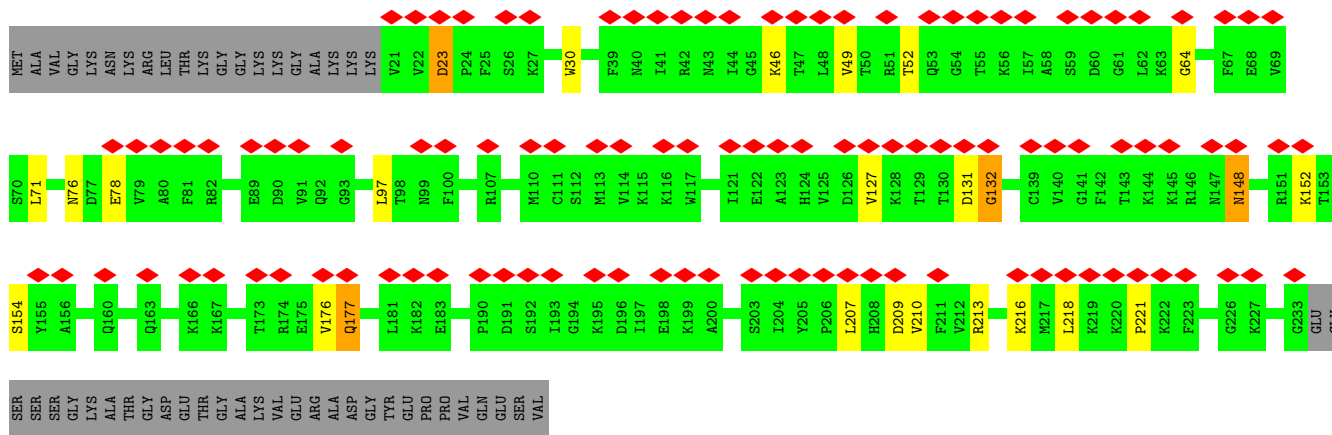 MET ALA VAL GLY LYS ASN LYS ARG LEU THR LYS GLY GLY LYS LYS GLY ALA LYS LYS LYS V21 V22 D23 P24 F25 S26 K27 W30 F39 N40 I41 R42 N43 I44 G45 K46 T47 L48 V49 T50 R51 T52 Q53 G54 T55 K56 I57 A58 S59 D60 G61 L62 K63 G64 F67 E68 V69
S70 L71 N76 D77 E78 V79 A80 F81 R82 E89 D90 V91 Q92 G93 L97 T98 N99 F100 R107 M110 C111 S112 M113 V114 K115 K116 W117 I121 E122 A123 H124 V125 D126 V127 K128 T129 T130 D131 G132 C139 V140 G141 F142 T143 K144 K145 R146 N147 N148 R151 K152 T153
S154 Y155 A156 Q160 Q163 K166 K167 T173 R174 E175 V176 Q177 L181 K182 E183 P190 D191 S192 I193 G194 K195 D196 I197 E198 K199 A200 S203 I204 Y205 P206 L207 H208 D209 V210 F211 V212 R213 K216 M217 L218 K219 K220 P221 K222 F223 G226 K227 G233 GLU
SER SER SER GLY LYS ALA THR GLY ASP GLU THR GLY ALA LYS VAL GLU ARG ALA ASP GLY TYR GLU PRO PRO VAL GLN GLU SER VAL